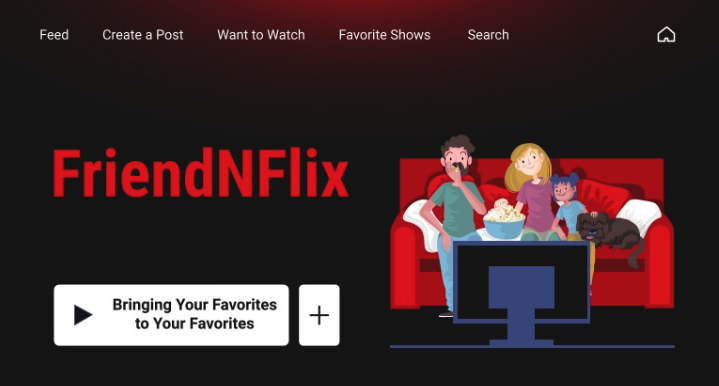 Feed Create a Post Want to Watch Favorite Shows Search
FriendNFlix
Bringing Your Favorites
to Your Favorites